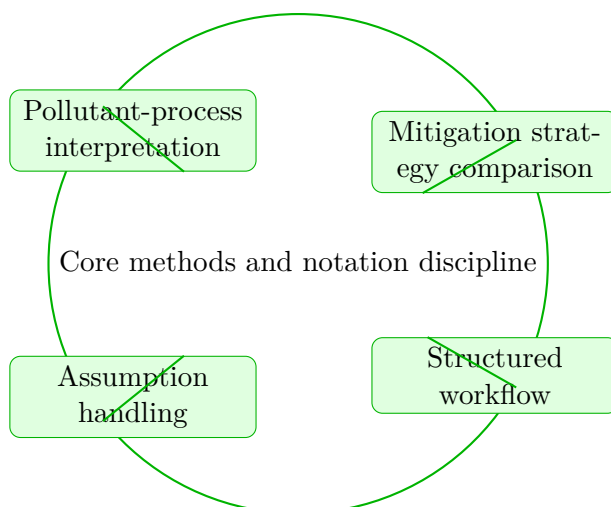 Pollutant-process
interpretation
Mitigation strat-
egy comparison
Core methods and notation discipline
Assumption
handling
Structured
workflow